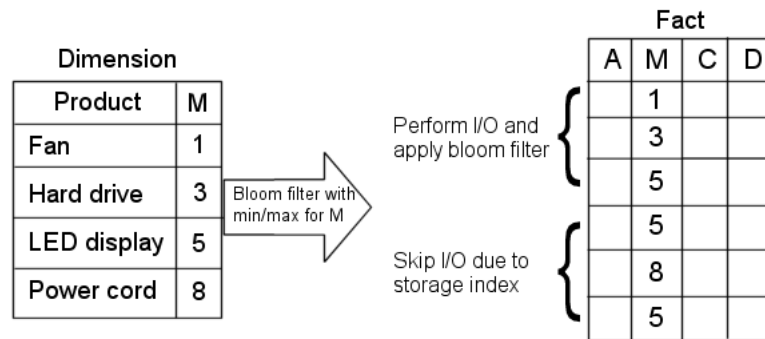 Dimension
Product M
Fan 1
Hard drive 3
LED display 5
Power cord 8
Bloom filter with
min/max for M
Perform I/O and
apply bloom filter
Skip I/O due to
storage index
Fact
A M C D
1
3
5
5
8
5